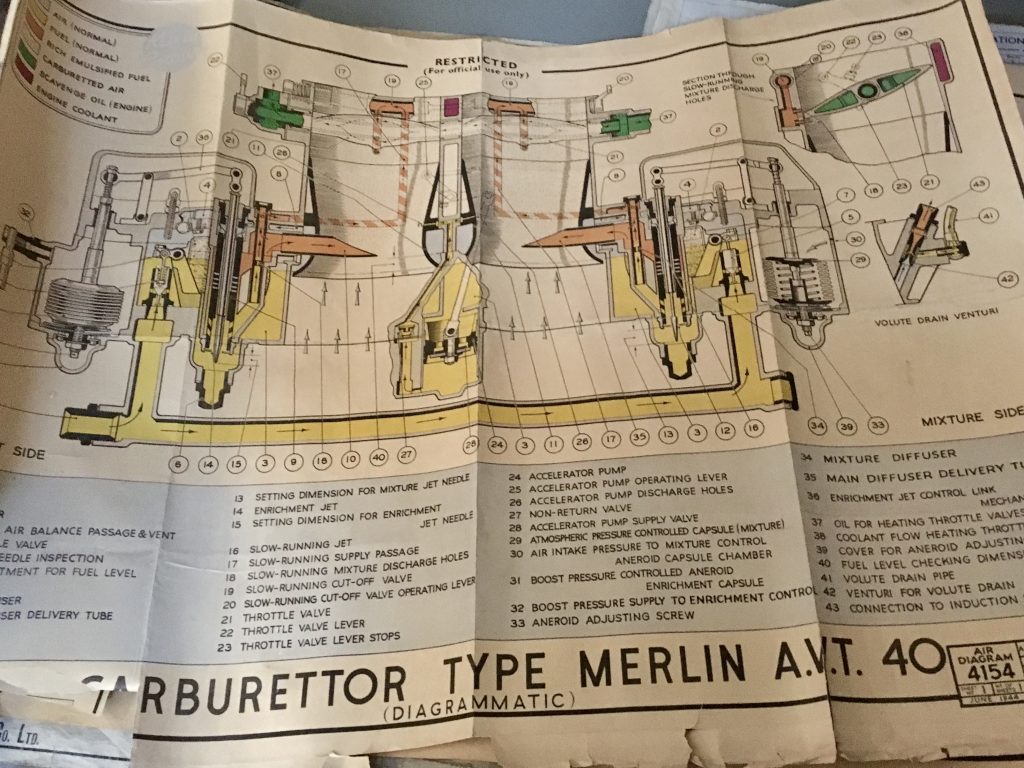 AIR (NORMAL)
FUEL (NORMAL)
RICH EMULSIFIED FUEL
CARBURETTED AIR
SCAVENGE OIL (ENGINE)
ENGINE COOLANT
RESTRICTED
(For official use only)
SECTION THROUGH
SLOW-RUNNING
MIXTURE DISCHARGE
HOLES
VOLUTE DRAIN VENTURI
SIDE
MIXTURE SIDE
AIR BALANCE PASSAGE & VENT
VALVE
NEEDLE INSPECTION
FOR FUEL LEVEL
DELIVERY TUBE
13 SETTING DIMENSION FOR MIXTURE JET NEEDLE
14 ENRICHMENT JET
15 SETTING DIMENSION FOR ENRICHMENT
JET NEEDLE
16 SLOW-RUNNING JET
17 SLOW-RUNNING SUPPLY PASSAGE
18 SLOW-RUNNING MIXTURE DISCHARGE HOLES
19 SLOW-RUNNING CUT-OFF VALVE
20 SLOW-RUNNING CUT-OFF VALVE OPERATING LEVER
21 THROTTLE VALVE
22 THROTTLE VALVE LEVER
23 THROTTLE VALVE LEVER STOPS
24 ACCELERATOR PUMP
25 ACCELERATOR PUMP OPERATING LEVER
26 ACCELERATOR PUMP DISCHARGE HOLES
27 NON-RETURN VALVE
28 ACCELERATOR PUMP SUPPLY VALVE
29 ATMOSPHERIC PRESSURE CONTROLLED CAPSULE (MIXTURE)
30 AIR INTAKE PRESSURE TO MIXTURE CONTROL
ANEROID CAPSULE CHAMBER
31 BOOST PRESSURE CONTROLLED ANEROID
ENRICHMENT CAPSULE
32 BOOST PRESSURE SUPPLY TO ENRICHMENT CONTROL
33 ANEROID ADJUSTING SCREW
34 MIXTURE DIFFUSER
35 MAIN DIFFUSER DELIVERY
36 ENRICHMENT JET CONTROL LINK
37 OIL FOR HEATING THROTTLE VALVES
38 COOLANT FLOW HEATING
39 COVER FOR ANEROID
40 FUEL LEVEL CHECKING
41 VOLUTE DRAIN PIPE
42 VENTURI FOR VOLUTE DRAIN
43 CONNECTION TO INDUCTION
CARBURETTOR TYPE MERLIN A.V.T. 40
(DIAGRAMMATIC)
AIR
DIAGRAM
4154
JUNE 1944
Co. LTD.